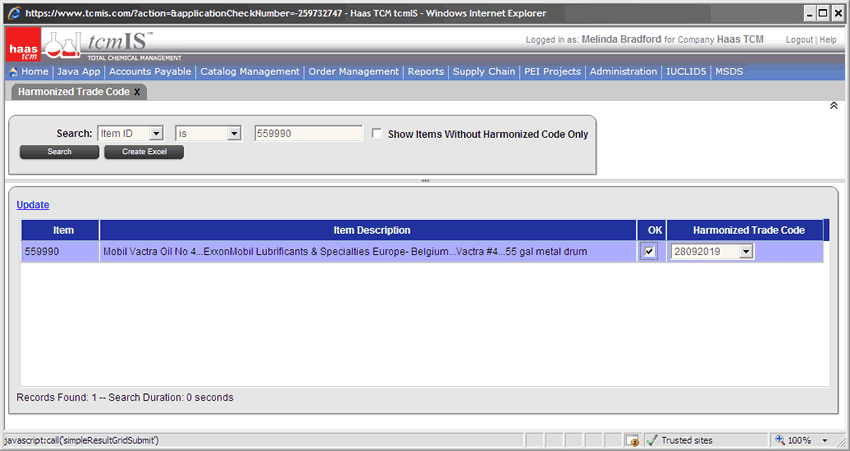 https://www.tcmis.com/?action=&applicationCheckNumber=-259732747 - Haas TCM tcmIS - Windows Internet Explorer
haas tcm
tcmIS™
TOTAL CHEMICAL MANAGEMENT
Logged in as: Melinda Bradford for Company Haas TCM
Logout | Help
Home | Java App | Accounts Payable | Catalog Management | Order Management | Reports | Supply Chain | PEI Projects | Administration | IUCLID5 | MSDS
Harmonized Trade Code X
Search: Item ID is 559990 Show Items Without Harmonized Code Only
Search Create Excel
Update
Item Item Description OK Harmonized Trade Code
559990 Mobil Vactra Oil No 4...ExxonMobil Lubrificants & Specialties Europe- Belgium...Vactra #4...55 gal metal drum 28092019
Records Found: 1 -- Search Duration: 0 seconds
javascript:call('simpleResultGridSubmit') Trusted sites 100%